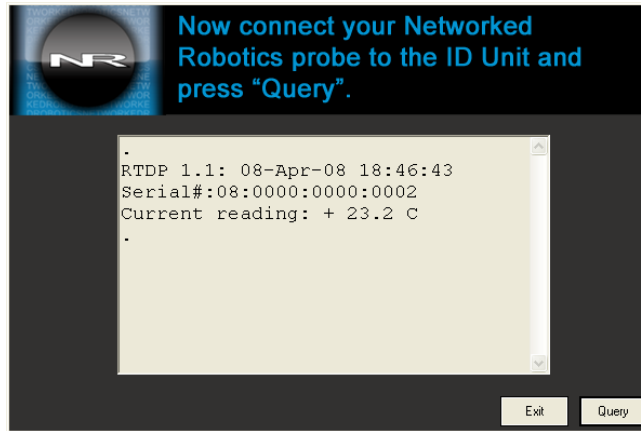 NR
Now connect your Networked
Robotics probe to the ID Unit and
press “Query”.
.
RTDP 1.1: 08-Apr-08 18:46:43
Serial#:08:0000:0000:0002
Current reading: + 23.2 C
.
Exit
Query